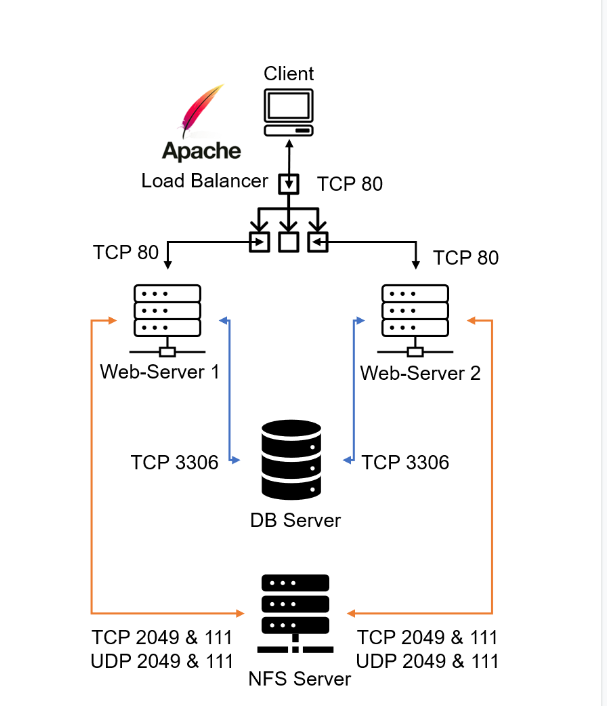 Client
Apache
Load Balancer
TCP 80
TCP 80
TCP 80
Web-Server 1
Web-Server 2
TCP 3306
TCP 3306
DB Server
TCP 2049 & 111
UDP 2049 & 111
TCP 2049 & 111
UDP 2049 & 111
NFS Server